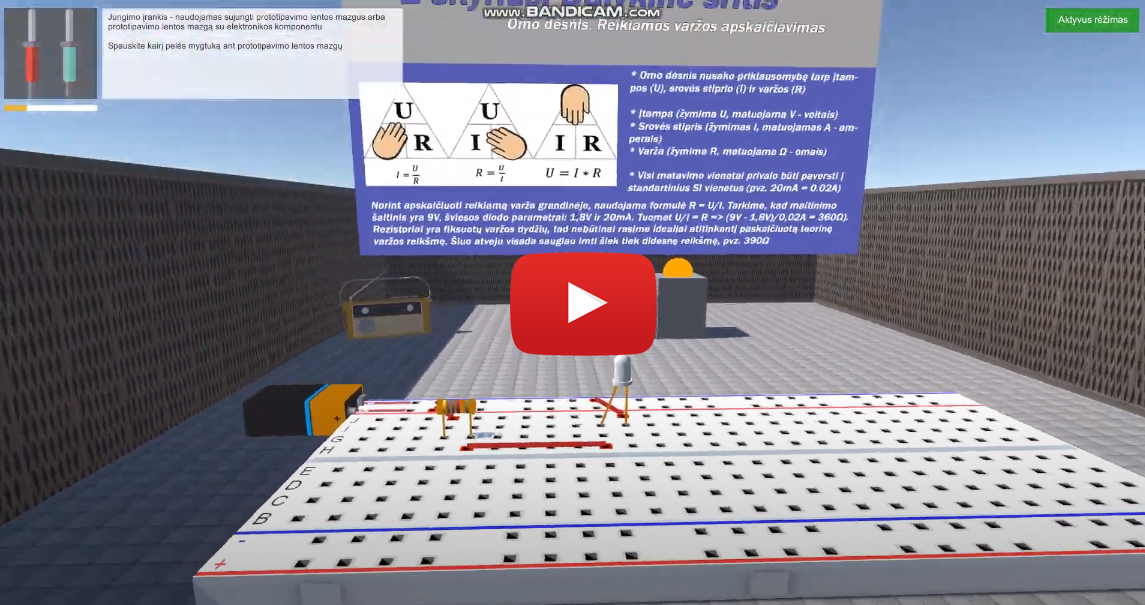 www.BANDICAM.com
Aktyvus rėžimas
Jungimo įrankis - naudojamas sujungti prototipavimo lentos mazgus arba
prototipavimo lentos mazgą su elektronikos komponentu
Spauskite kairį pelės mygtuką ant prototipavimo lentos mazgų
Omo dėsnis. Reikiamos varžos apskaičiavimas
* Omo dėsnis nusako priklausomybę tarp įtam-
pos (U), srovės stiprio (I) ir varžos (R)
* Įtampa (žymima U, matuojama V - voltais)
* Srovės stipris (žymimas I, matuojamas A - am-
perais)
* Varža (žymima R, matuojama Ω - omais)
* Visi matavimo vienetai privalo būti paversti į
standartinius SI vienetus (pvz. 20mA = 0.02A)
U U
R I I R
I = U/R R = U/I U = I * R
Norint apskaičiuoti reikiamą varžą grandinėje, naudojama formulė R = U/I. Tarkime, kad maitinimo
šaltinis yra 9V, šviesos diodo parametrai: 1,8V ir 20mA. Tuomet U/I = R => (9V - 1,8V)/0,02A = 360Ω).
Rezistoriai yra fiksuotų varžos dydžių, tad nebūtinai rasime idealiai atitinkantį paskaičiuotą teorinę
varžos reikšmę. Šiuo atveju visada saugiau imti šiek tiek didesnę reikšmę, pvz. 390Ω
+
J
I
G
H
E
D
C
B
-
+